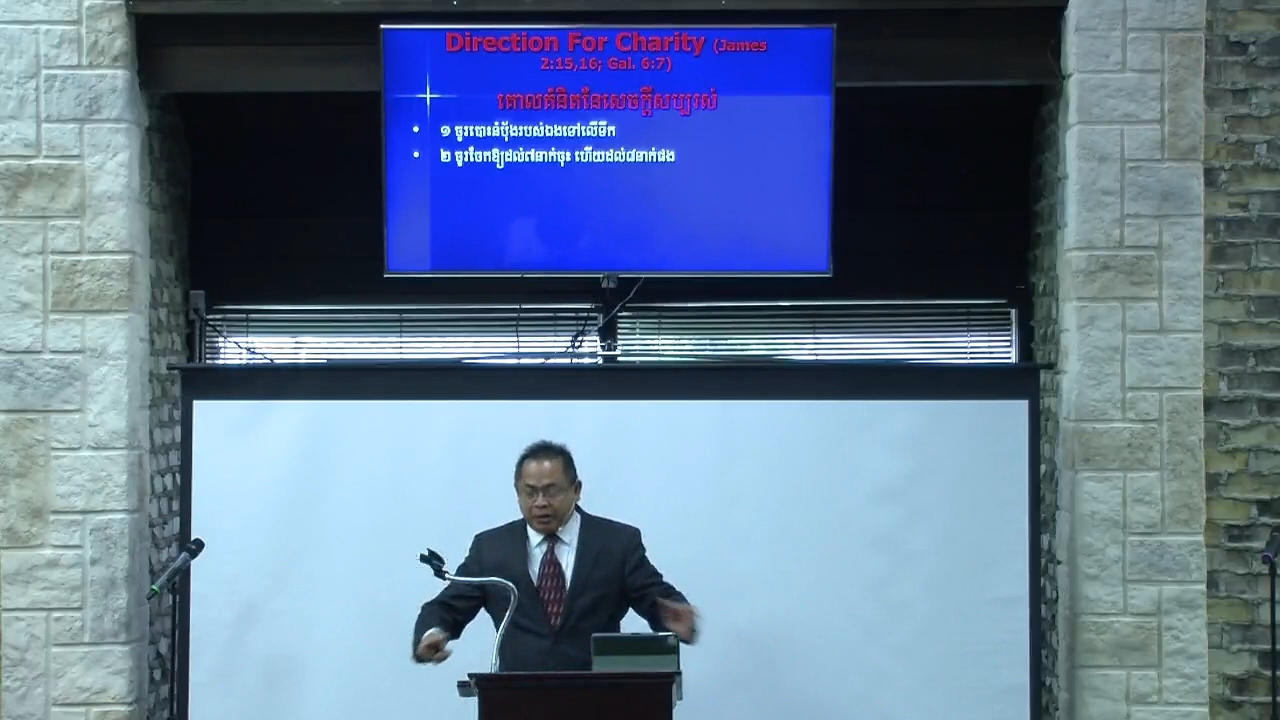 Direction For Charity (James
2:15,16; Gal. 6:7)
គោលគំនិតនៃសេចក្ដីសប្បុរស់
• ១ ចូរបោះនំប៉័ងរបស់ឯងទៅលើទឹក
• ២ ចូរចែកឱ្យដល់៧នាក់ចុះ ហើយដល់៨នាក់ផង